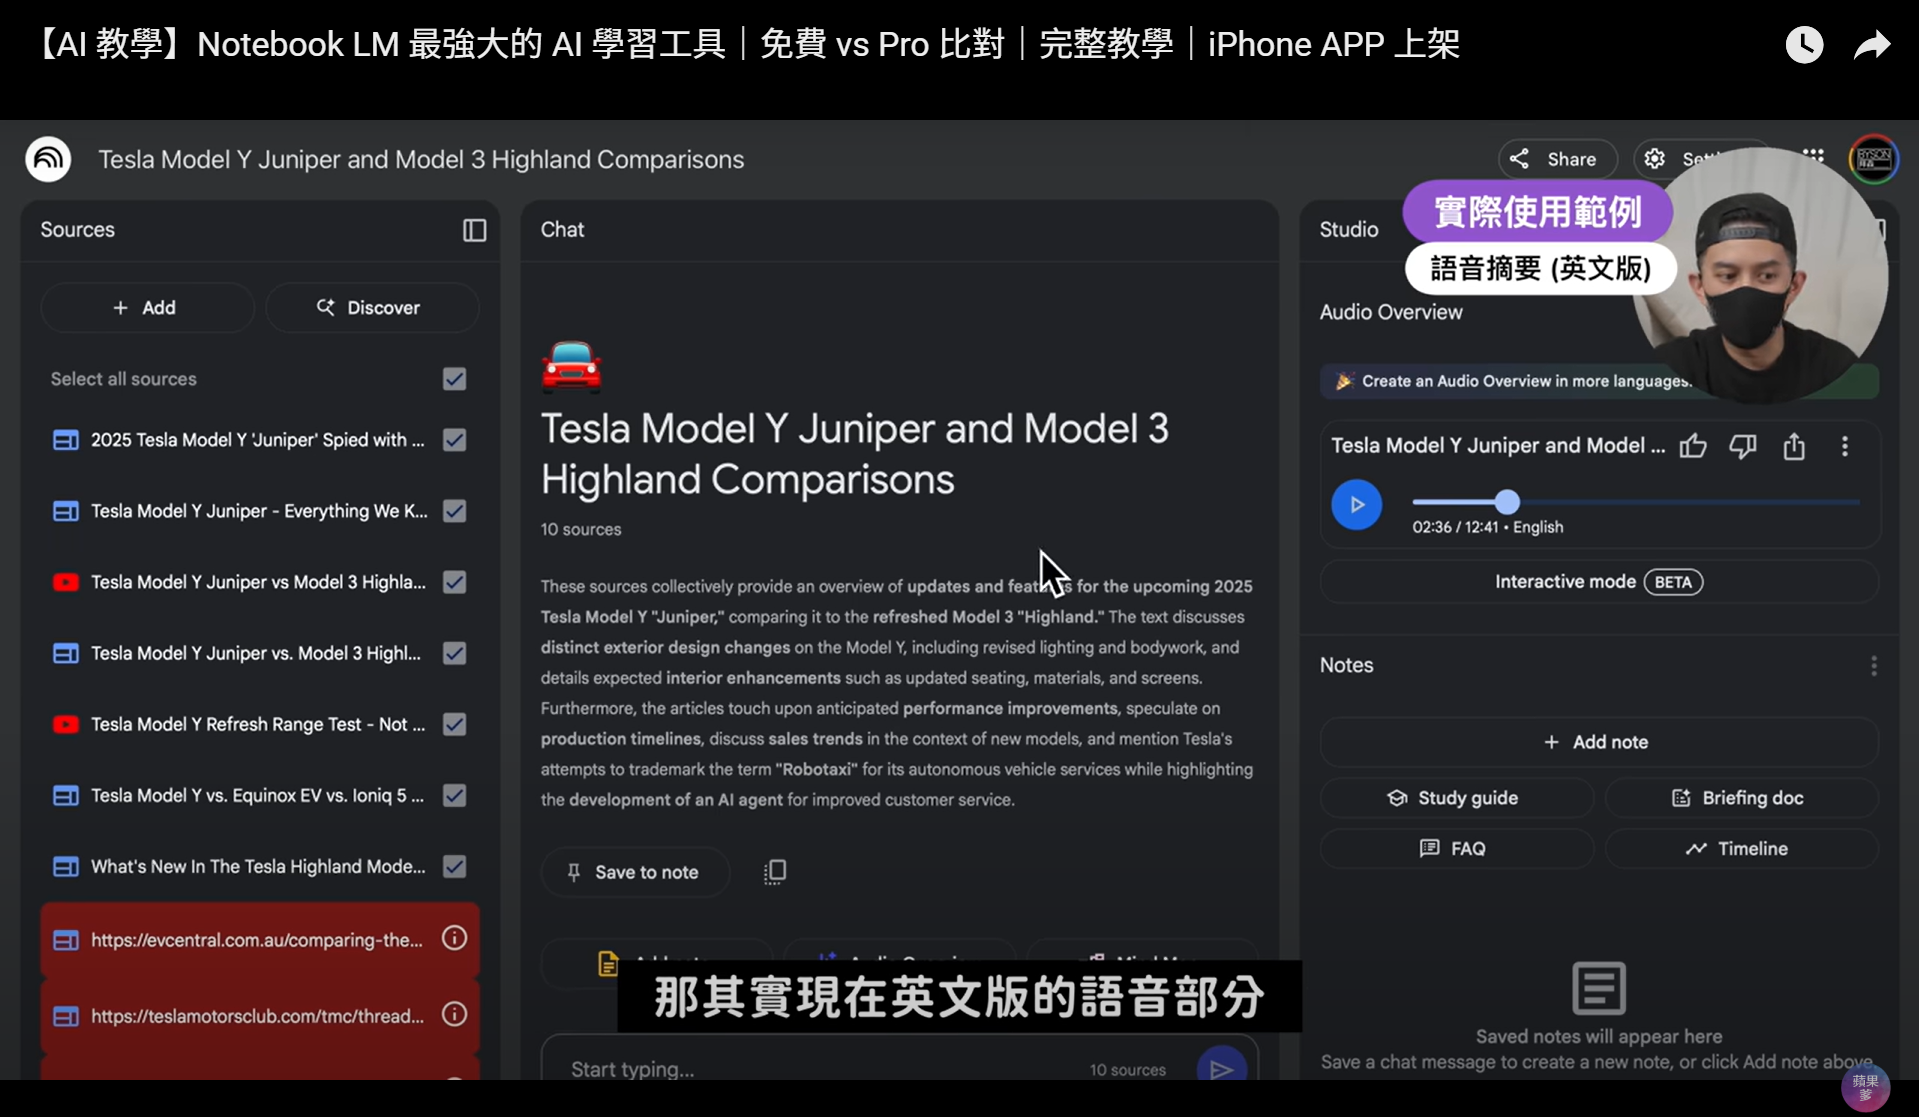 【AI 教學】Notebook LM 最強大的 AI 學習工具｜免費 vs Pro 比對｜完整教學｜iPhone APP 上架
Tesla Model Y Juniper and Model 3 Highland Comparisons
Share
實際使用範例
語音摘要 (英文版)
Sources
Add
Discover
Select all sources
2025 Tesla Model Y 'Juniper' Spied with ...
Tesla Model Y Juniper - Everything We K...
Tesla Model Y Juniper vs Model 3 Highla...
Tesla Model Y Juniper vs. Model 3 Highl...
Tesla Model Y Refresh Range Test - Not ...
Tesla Model Y vs. Equinox EV vs. Ioniq 5 ...
What's New In The Tesla Highland Mode...
https://evcentral.com.au/comparing-the...
https://teslamotorsclub.com/tmc/thread...
Chat
Tesla Model Y Juniper and Model 3
Highland Comparisons
10 sources
These sources collectively provide an overview of updates and features for the upcoming 2025
Tesla Model Y "Juniper," comparing it to the refreshed Model 3 "Highland." The text discusses
distinct exterior design changes on the Model Y, including revised lighting and bodywork, and
details expected interior enhancements such as updated seating, materials, and screens.
Furthermore, the articles touch upon anticipated performance improvements, speculate on
production timelines, discuss sales trends in the context of new models, and mention Tesla's
attempts to trademark the term "Robotaxi" for its autonomous vehicle services while highlighting
the development of an AI agent for improved customer service.
Save to note
那其實現在英文版的語音部分
Start typing...
10 sources
Studio
Audio Overview
Create an Audio Overview in more languages.
Tesla Model Y Juniper and Model ...
02:36 / 12:41 • English
Interactive mode BETA
Notes
Add note
Study guide
Briefing doc
FAQ
Timeline
Saved notes will appear here
Save a chat message to create a new note, or click Add note above.
蘋果
爹